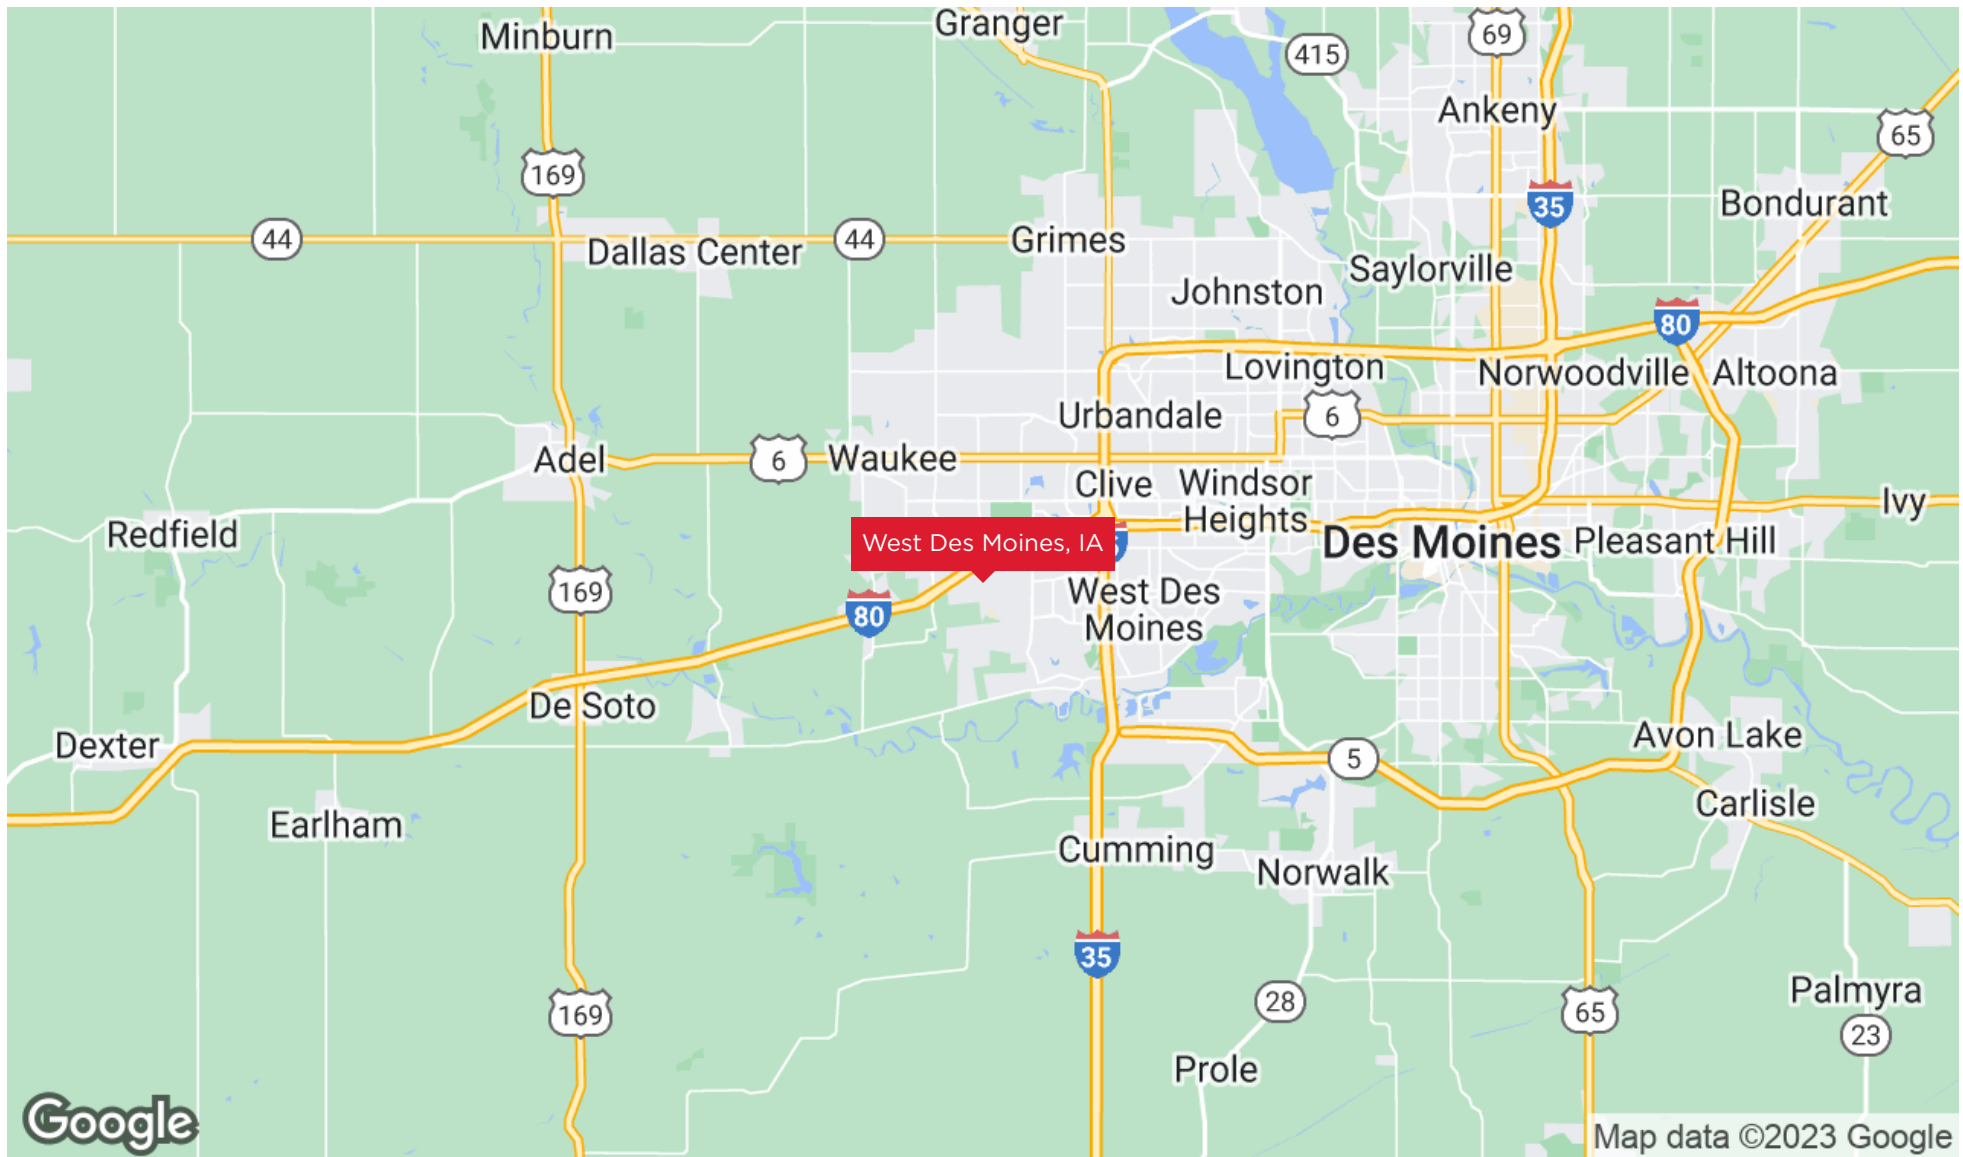 Granger
Minburn
69
415
Ankeny
65
169
35
Bondurant
44
Dallas Center
44
Grimes
Saylorville
Johnston
80
Lovington
Norwoodville
Altoona
Urbandale
6
Adel
6
Waukee
Clive
Windsor
Heights
Ivy
Redfield
West Des Moines, IA
Des Moines
Pleasant Hill
169
West Des
Moines
80
De Soto
Dexter
Avon Lake
5
Carlisle
Earlham
Cumming
Norwalk
35
Palmyra
28
169
65
23
Prole
Google
Map data ©2023 Google